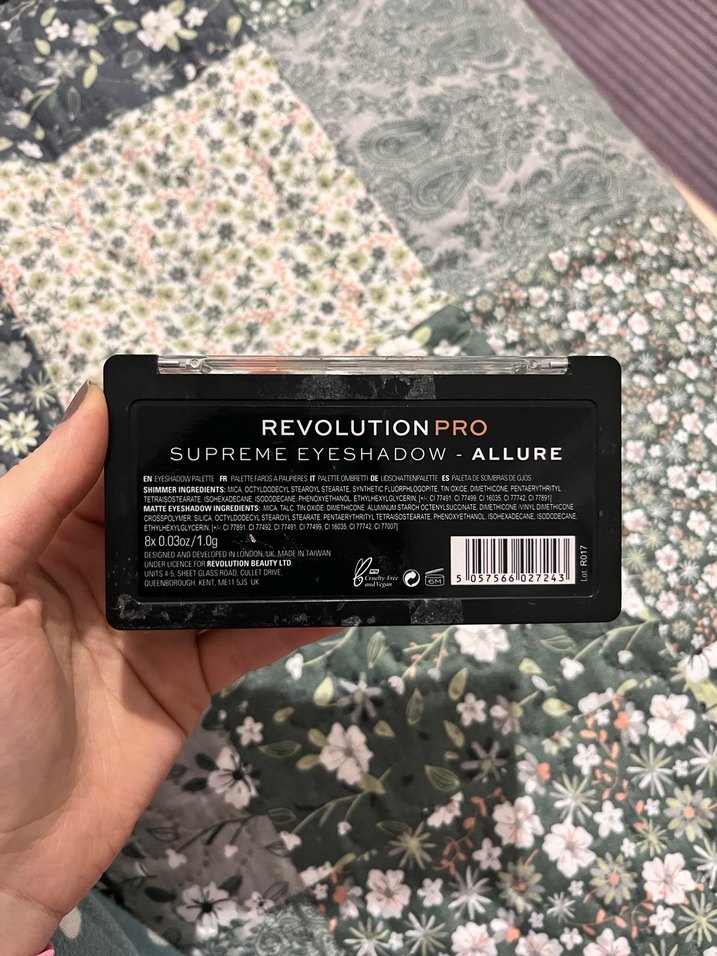 REVOLUTION PRO
SUPREME EYESHADOW - ALLURE
EN EYESHADOW PALETTE FR PALETTE FARDS À PAUPIÈRES IT PALETTE OMBRETTI DE LIDSCHATTENPALETTE ES PALETA DE SOMBRAS DE OJOS
SHIMMER INGREDIENTS: MICA, OCTYLDODECYL STEAROYL STEARATE, SYNTHETIC FLUORPHLOGOPITE, TIN OXIDE, DIMETHICONE, PENTAERYTHRITYL
TETRAISOSTEARATE, ISOHEXADECANE, ISODODECANE, PHENOXYETHANOL, ETHYLHEXYLGLYCERIN, [+/- CI 77491, CI 77499, CI 16035, CI 77742, CI 77891]
MATTE EYESHADOW INGREDIENTS: MICA, TALC, TIN OXIDE, DIMETHICONE, ALUMINUM STARCH OCTENYLSUCCINATE, DIMETHICONE /VINYL DIMETHICONE
CROSSPOLYMER, SILICA, OCTYLDODECYL STEAROYL STEARATE, PENTAERYTHRITYL TETRAISOSTEARATE, PHENOXYETHANOL, ISOHEXADECANE, ISODODECANE,
ETHYLHEXYLGLYCERIN, [+/- CI 77891, CI 77492, CI 77491, CI 77499, CI 16035, CI 77742, CI 77007]
8x 0.03oz/1.0g
DESIGNED AND DEVELOPED IN LONDON, UK. MADE IN TAIWAN
UNDER LICENCE FOR REVOLUTION BEAUTY LTD
UNITS 4-5, SHEET GLASS ROAD, CULLET DRIVE,
QUEENBOROUGH, KENT, ME11 5JS UK
Cruelty-Free
and Vegan
6M
5 057566 027243
Lot R017